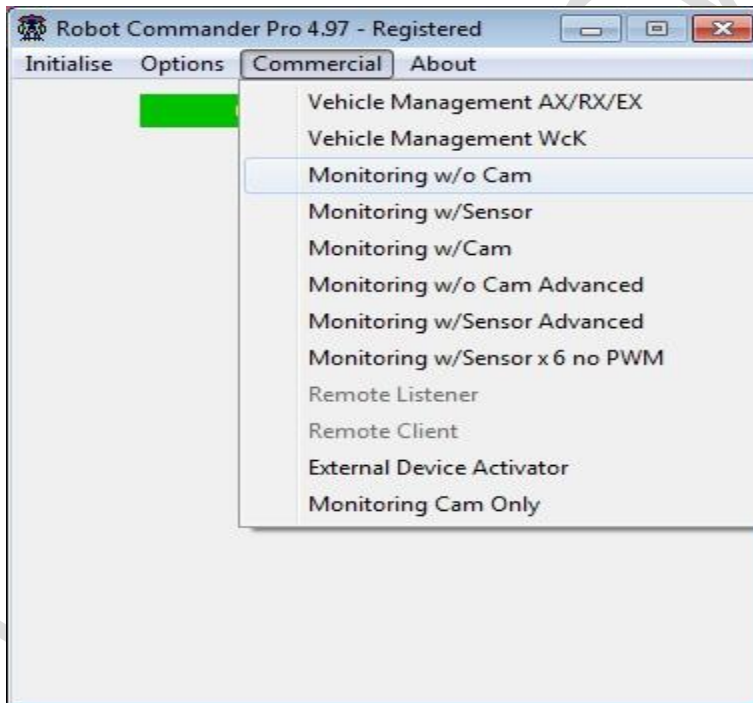 Robot Commander Pro 4.97 - Registered
Initialise Options Commercial About
Vehicle Management AX/RX/EX
Vehicle Management WcK
Monitoring w/o Cam
Monitoring w/Sensor
Monitoring w/Cam
Monitoring w/o Cam Advanced
Monitoring w/Sensor Advanced
Monitoring w/Sensor x 6 no PWM
Remote Listener
Remote Client
External Device Activator
Monitoring Cam Only